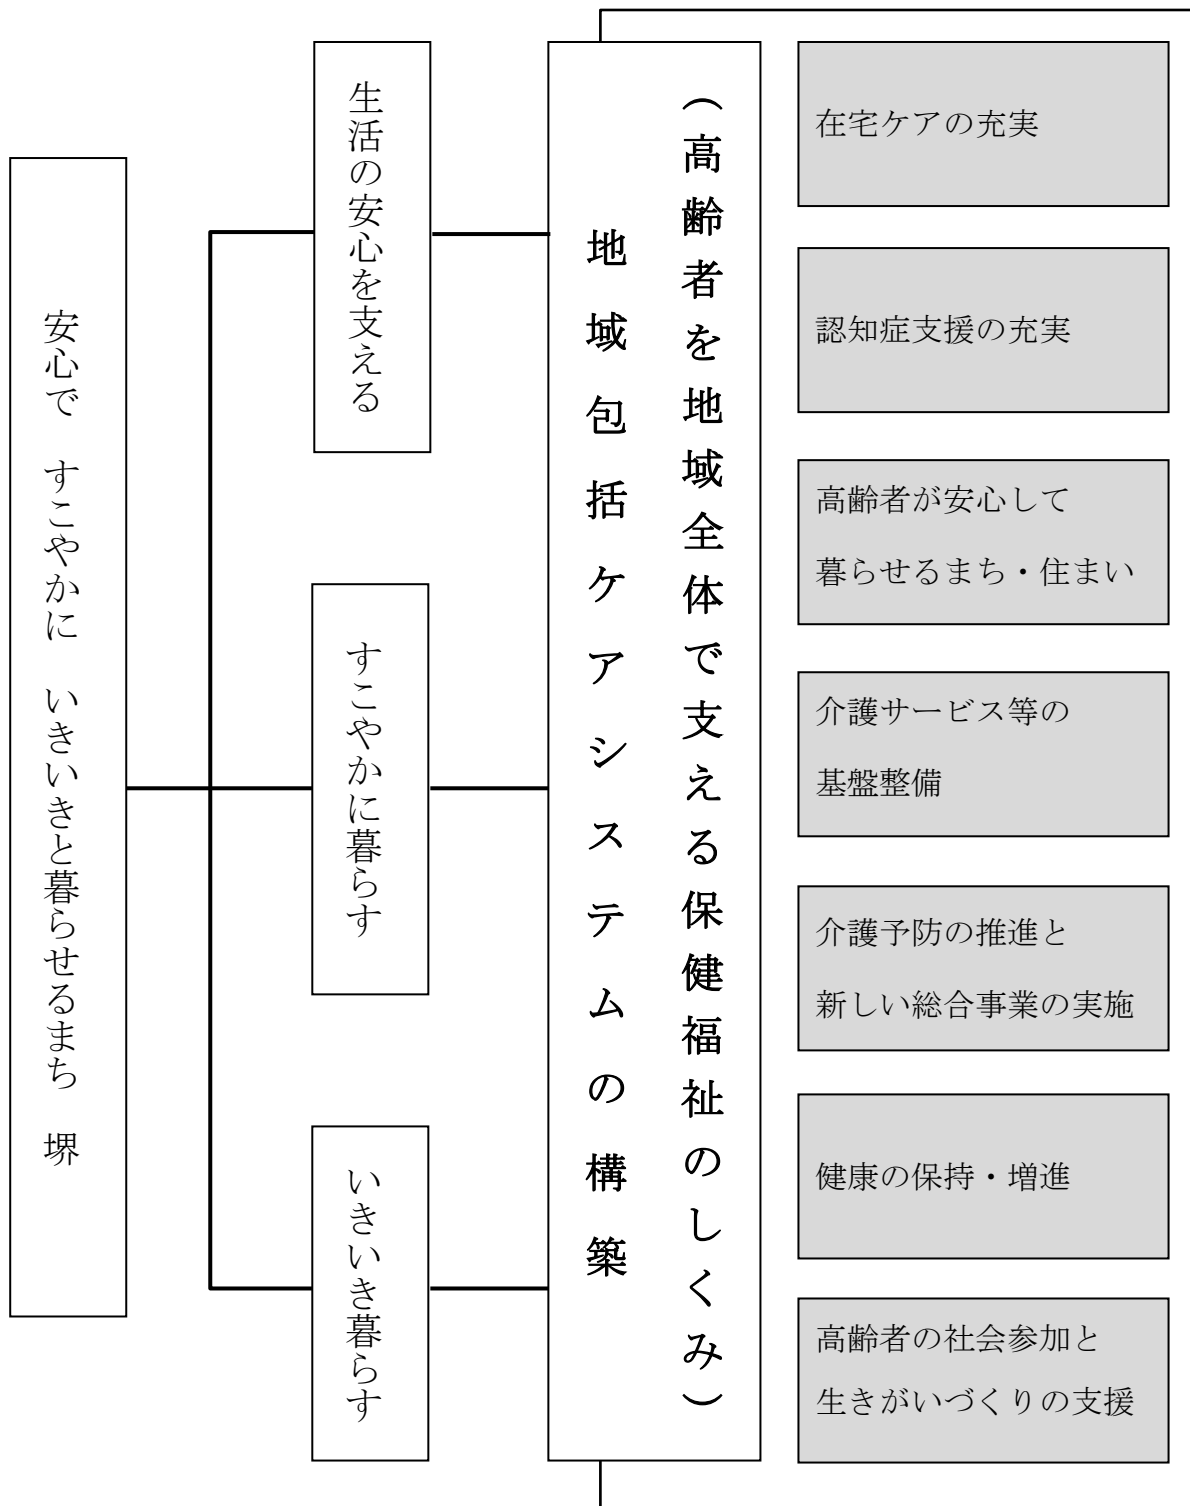 安心で　すこやかに　いきいきと暮らせるまち　堺
生活の安心を支える
すこやかに暮らす
いきいき暮らす
（高齢者を地域全体で支える保健福祉のしくみ）
地域包括ケアシステムの構築
在宅ケアの充実
認知症支援の充実
高齢者が安心して
暮らせるまち・住まい
介護サービス等の
基盤整備
介護予防の推進と
新しい総合事業の実施
健康の保持・増進
高齢者の社会参加と
生きがいづくりの支援